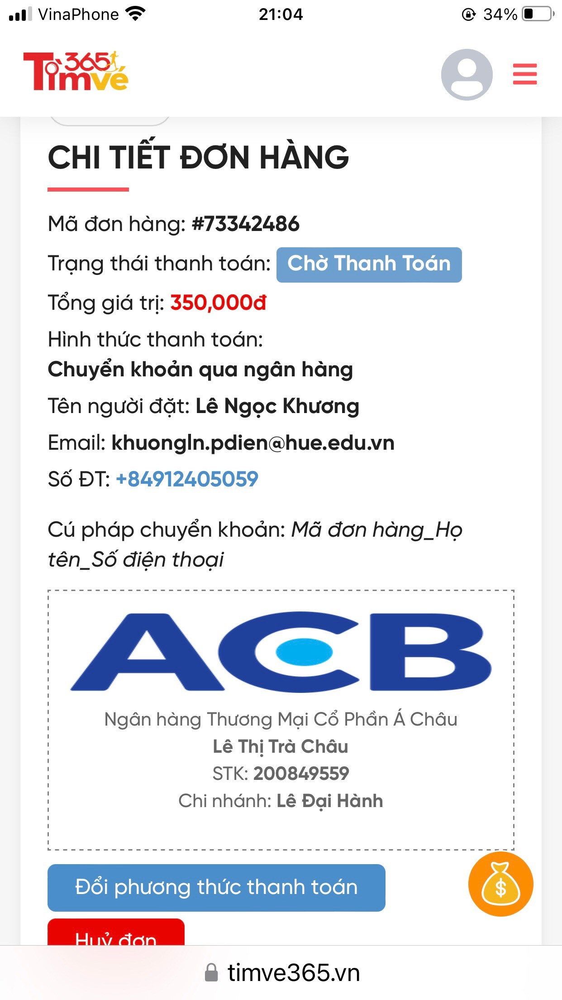 VinaPhone 21:04 34%
Tìmvé 365
CHI TIẾT ĐƠN HÀNG
Mã đơn hàng: #73342486
Trạng thái thanh toán: Chờ Thanh Toán
Tổng giá trị: 350,000đ
Hình thức thanh toán:
Chuyển khoản qua ngân hàng
Tên người đặt: Lê Ngọc Khương
Email: khuongln.pdien@hue.edu.vn
Số ĐT: +84912405059
Cú pháp chuyển khoản: Mã đơn hàng_Họ
tên_Số điện thoại
ACB
Ngân hàng Thương Mại Cổ Phần Á Châu
Lê Thị Trà Châu
STK: 200849559
Chi nhánh: Lê Đại Hành
Đổi phương thức thanh toán
$
Huỷ đơn
timve365.vn